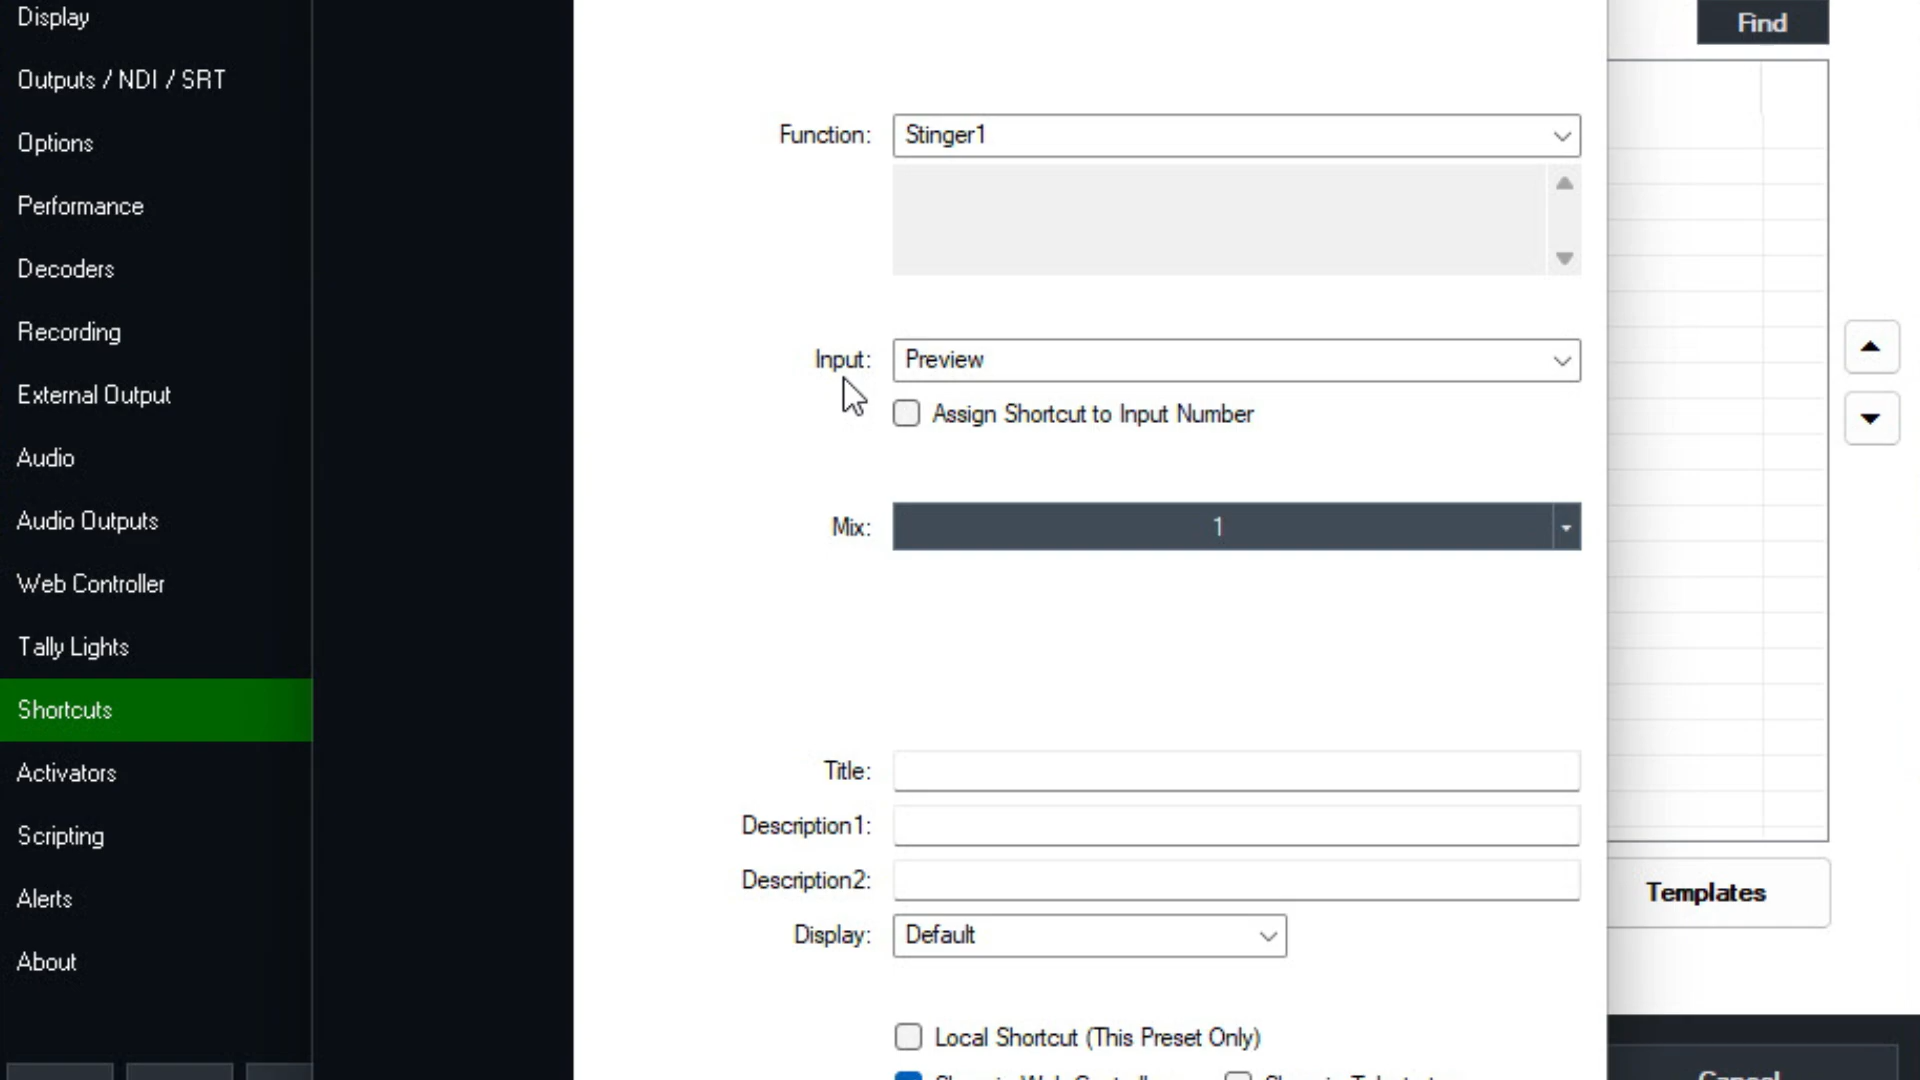 Display
Outputs / NDI / SRT
Options
Performance
Decoders
Recording
External Output
Audio
Audio Outputs
Web Controller
Tally Lights
Shortcuts
Activators
Scripting
Alerts
About
Find
Function: Stinger1
Input: Preview
Assign Shortcut to Input Number
Mix: 1
Title:
Description1:
Description2:
Display: Default
Local Shortcut (This Preset Only)
Templates
Cancel